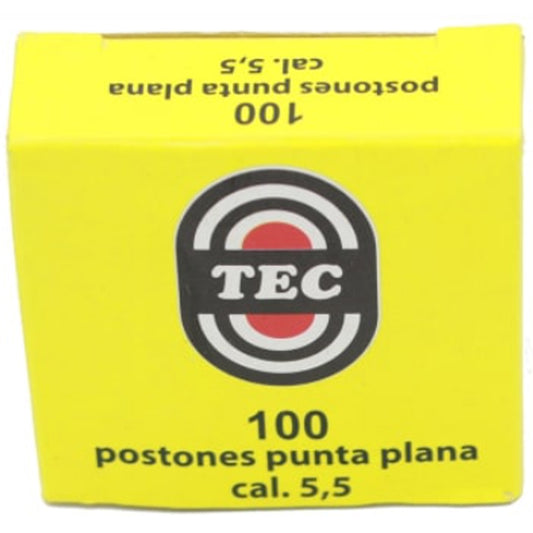 100
postones punta plana
cal. 5,5
TEC
100
postones punta plana
cal. 5,5